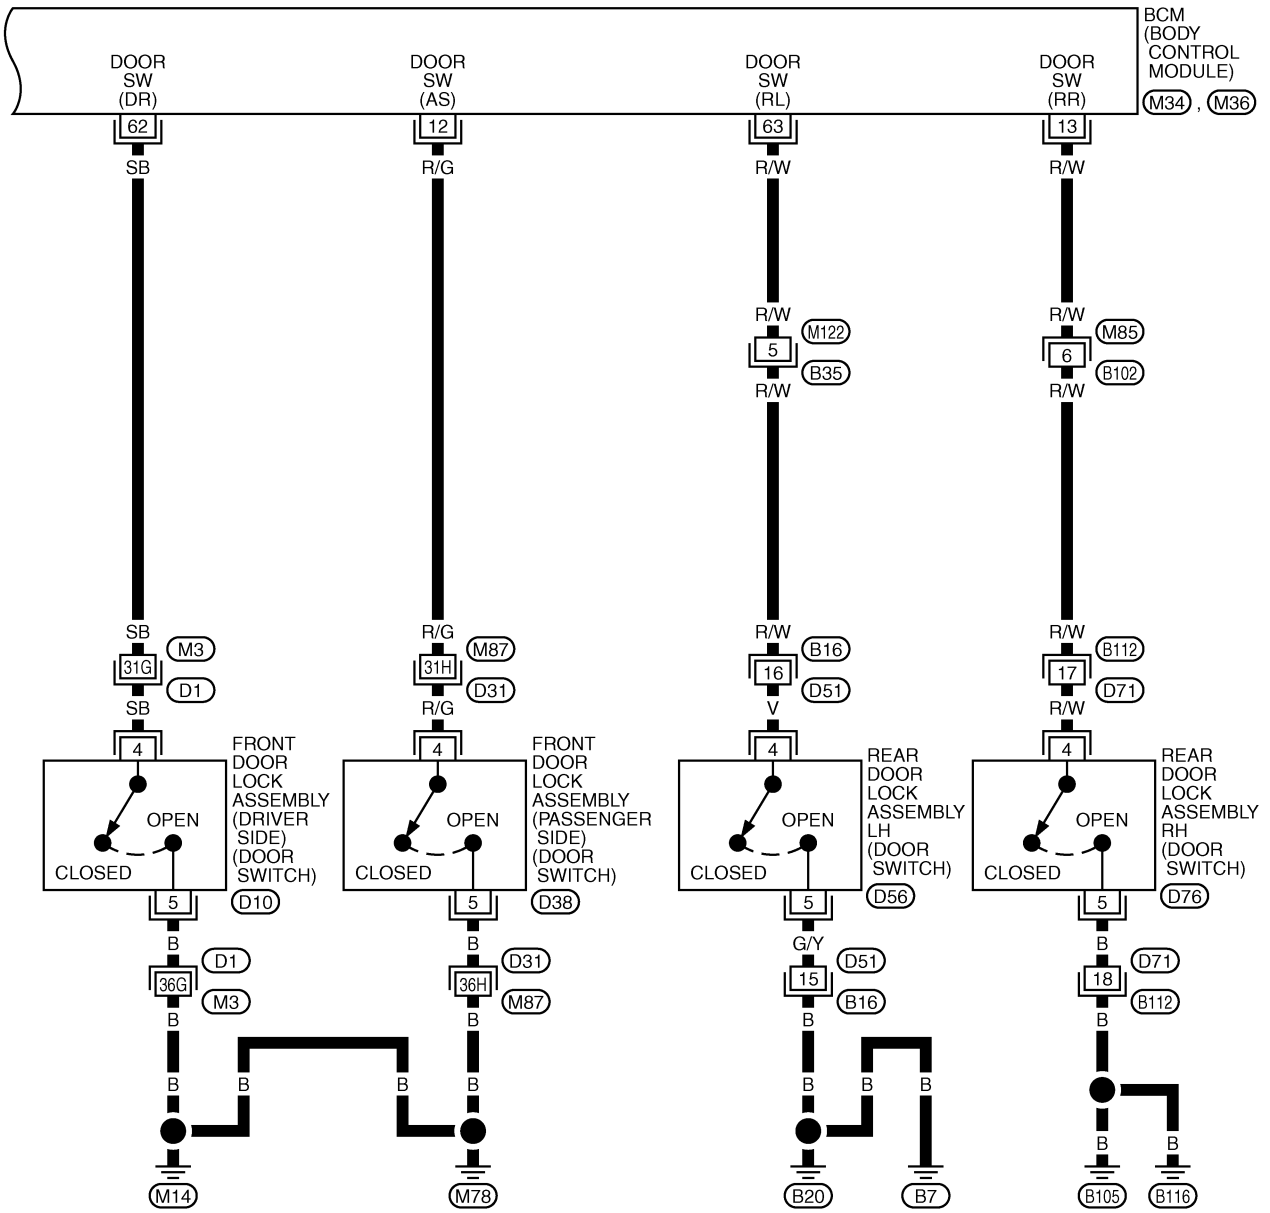 BCM
(BODY
CONTROL
MODULE)
M34 , M36
DOOR
SW
(DR)
DOOR
SW
(AS)
DOOR
SW
(RL)
DOOR
SW
(RR)
62
12
63
13
SB
R/G
R/W
R/W
R/W
R/W
M122
M85
5
6
B35
B102
R/W
R/W
SB
R/G
R/W
R/W
M3
M87
B16
B112
31G
31H
16
17
D1
D31
D51
D71
SB
R/G
V
R/W
4
4
4
4
FRONT
DOOR
LOCK
ASSEMBLY
(DRIVER
SIDE)
(DOOR
SWITCH)
D10
FRONT
DOOR
LOCK
ASSEMBLY
(PASSENGER
SIDE)
(DOOR
SWITCH)
D38
REAR
DOOR
LOCK
ASSEMBLY
LH
(DOOR
SWITCH)
D56
REAR
DOOR
LOCK
ASSEMBLY
RH
(DOOR
SWITCH)
D76
OPEN
OPEN
OPEN
OPEN
CLOSED
CLOSED
CLOSED
CLOSED
5
5
5
5
B
B
G/Y
B
D1
D31
D51
D71
36G
36H
15
18
M3
M87
B16
B112
B
B
B
B
B
B
B
B
B
B
B
B
B
M14
M78
B20
B7
B105
B116